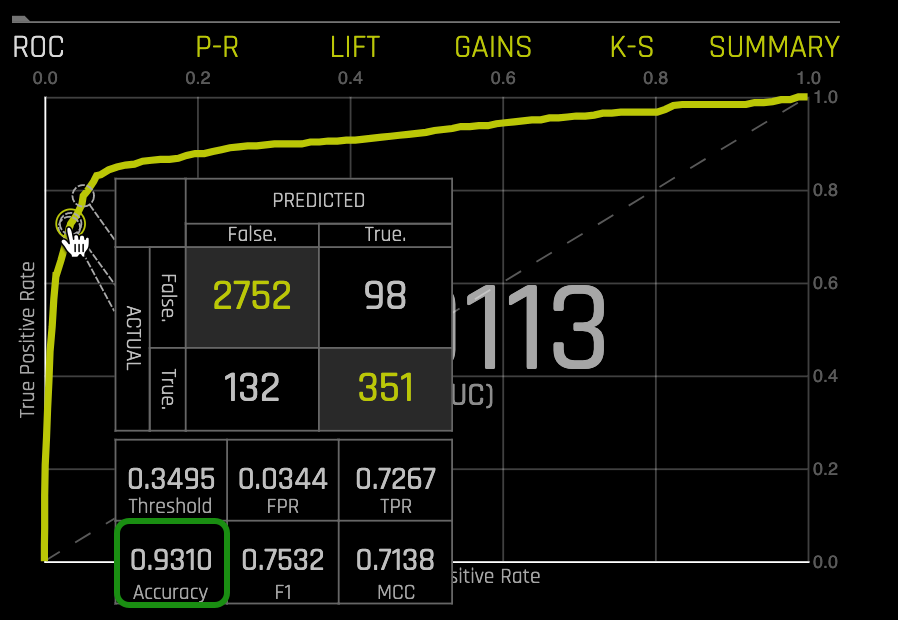 ROC P-R LIFT GAINS K-S SUMMARY
0.0 0.2 0.4 0.6 0.8 1.0
1.0
0.8
0.6
0.4
0.2
0.0
True Positive Rate
PREDICTED
False. True.
ACTUAL
False. 2752 98
True. 132 351
113
UC)
0.3495 0.0344 0.7267
Threshold FPR TPR
0.9310 0.7532 0.7138
Accuracy F1 MCC
sitive Rate